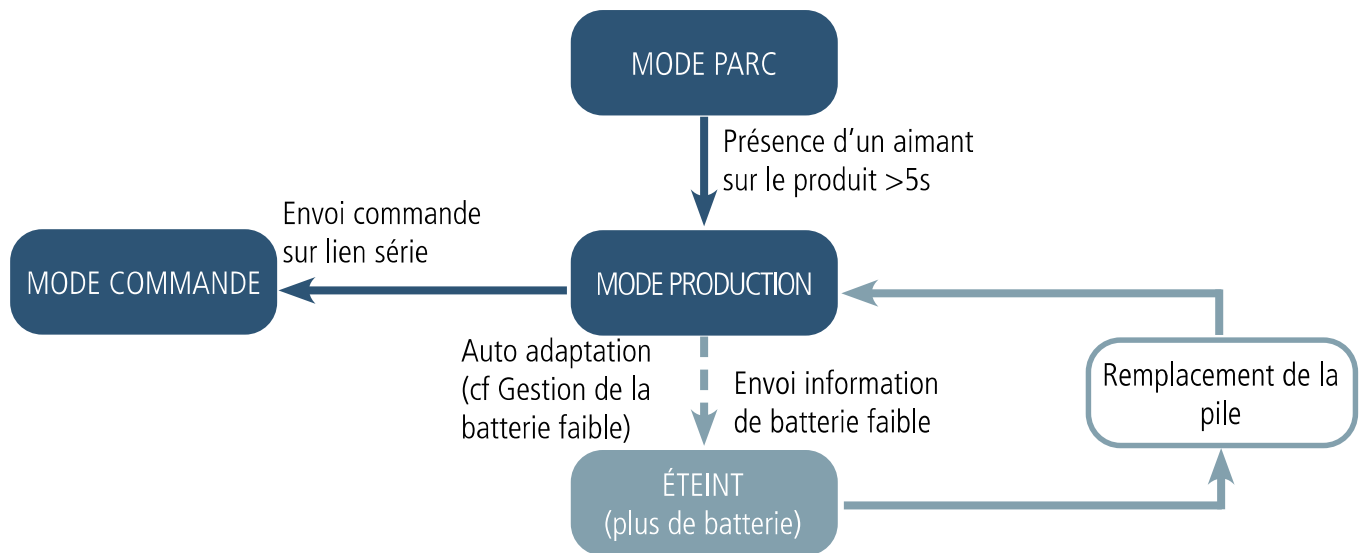 MODE PARC
Présence d’un aimant
sur le produit >5s
Envoi commande
sur lien série
MODE COMMANDE
MODE PRODUCTION
Auto adaptation
(cf Gestion de la
batterie faible)
Envoi information
de batterie faible
Remplacement de la
pile
ÉTEINT
(plus de batterie)